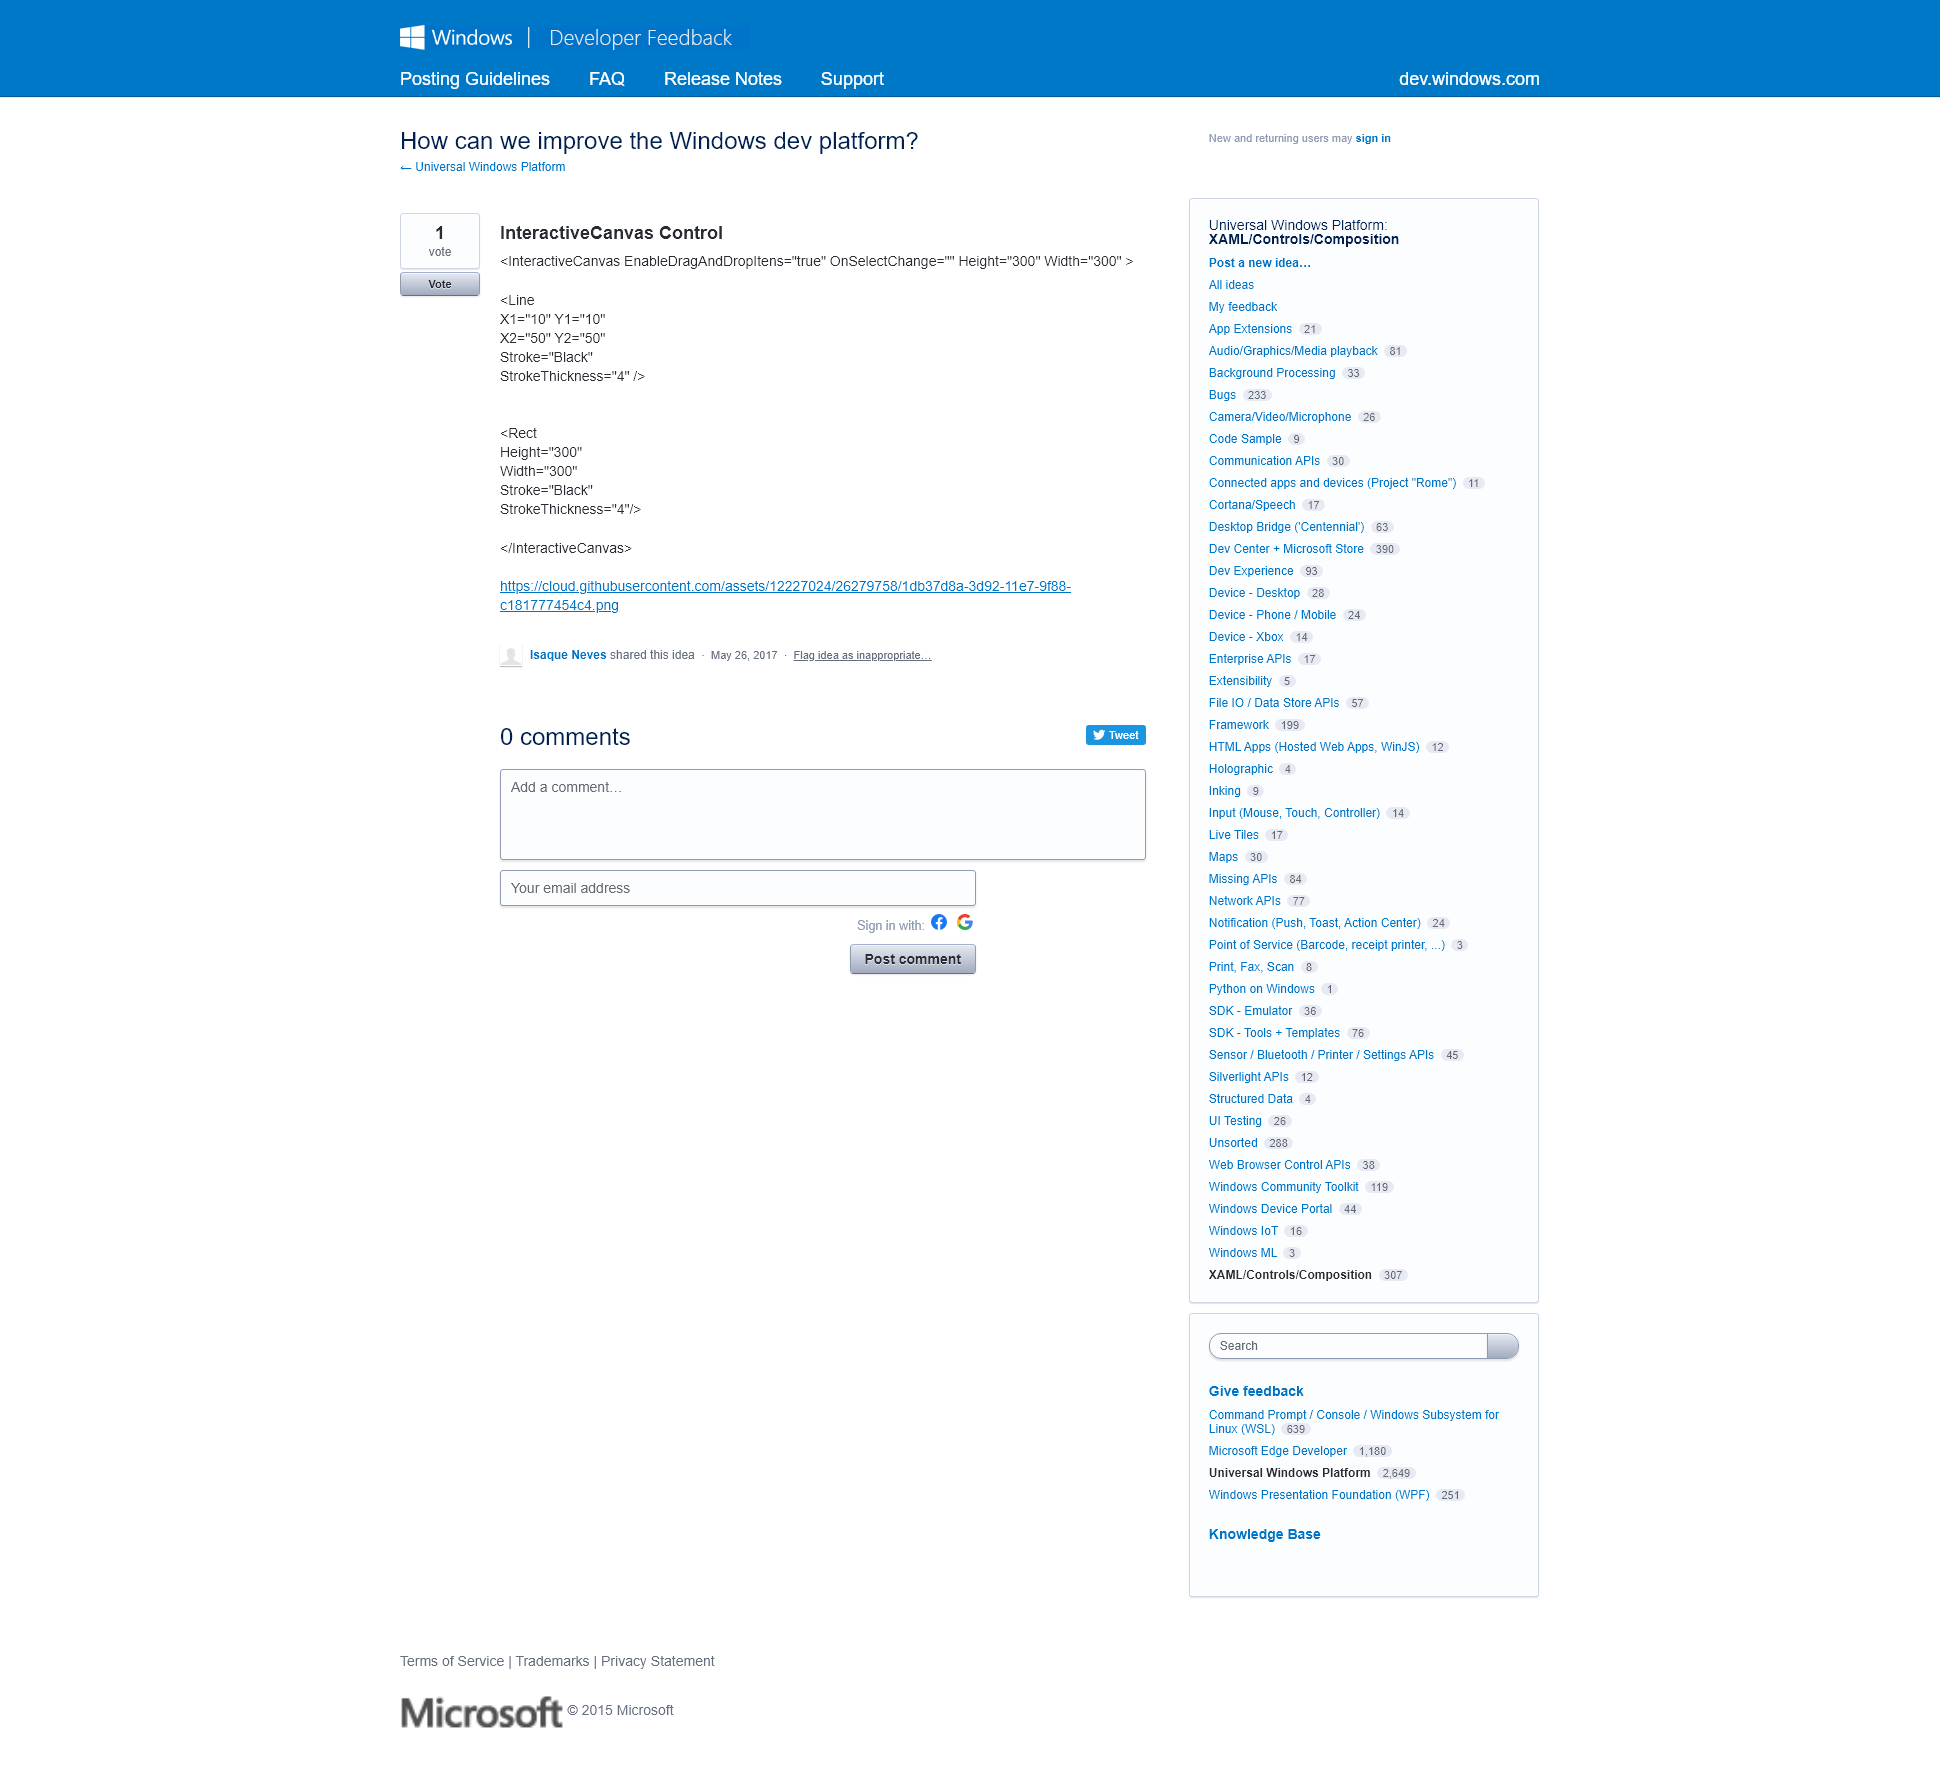 Windows | Developer Feedback
Posting Guidelines FAQ Release Notes Support dev.windows.com
How can we improve the Windows dev platform?
← Universal Windows Platform
New and returning users may sign in
1
vote
Vote
InteractiveCanvas Control
<InteractiveCanvas EnableDragAndDropItens="true" OnSelectChange="" Height="300" Width="300" >
<Line
X1="10" Y1="10"
X2="50" Y2="50"
Stroke="Black"
StrokeThickness="4" />
<Rect
Height="300"
Width="300"
Stroke="Black"
StrokeThickness="4"/>
</InteractiveCanvas>
https://cloud.githubusercontent.com/assets/12227024/26279758/1db37d8a-3d92-11e7-9f88-
c181777454c4.png
Isaque Neves shared this idea · May 26, 2017 · Flag idea as inappropriate…
0 comments
Tweet
Add a comment…
Your email address
Sign in with:
Post comment
Universal Windows Platform:
XAML/Controls/Composition
Post a new idea…
All ideas
My feedback
App Extensions 21
Audio/Graphics/Media playback 81
Background Processing 33
Bugs 233
Camera/Video/Microphone 26
Code Sample 9
Communication APIs 30
Connected apps and devices (Project "Rome") 11
Cortana/Speech 17
Desktop Bridge ('Centennial') 63
Dev Center + Microsoft Store 390
Dev Experience 93
Device - Desktop 28
Device - Phone / Mobile 24
Device - Xbox 14
Enterprise APIs 17
Extensibility 5
File IO / Data Store APIs 57
Framework 199
HTML Apps (Hosted Web Apps, WinJS) 12
Holographic 4
Inking 9
Input (Mouse, Touch, Controller) 14
Live Tiles 17
Maps 30
Missing APIs 84
Network APIs 77
Notification (Push, Toast, Action Center) 24
Point of Service (Barcode, receipt printer, ...) 3
Print, Fax, Scan 8
Python on Windows 1
SDK - Emulator 36
SDK - Tools + Templates 76
Sensor / Bluetooth / Printer / Settings APIs 45
Silverlight APIs 12
Structured Data 4
UI Testing 26
Unsorted 288
Web Browser Control APIs 38
Windows Community Toolkit 119
Windows Device Portal 44
Windows IoT 16
Windows ML 3
XAML/Controls/Composition 307
Search
Give feedback
Command Prompt / Console / Windows Subsystem for
Linux (WSL) 639
Microsoft Edge Developer 1,180
Universal Windows Platform 2,649
Windows Presentation Foundation (WPF) 251
Knowledge Base
Terms of Service | Trademarks | Privacy Statement
Microsoft © 2015 Microsoft